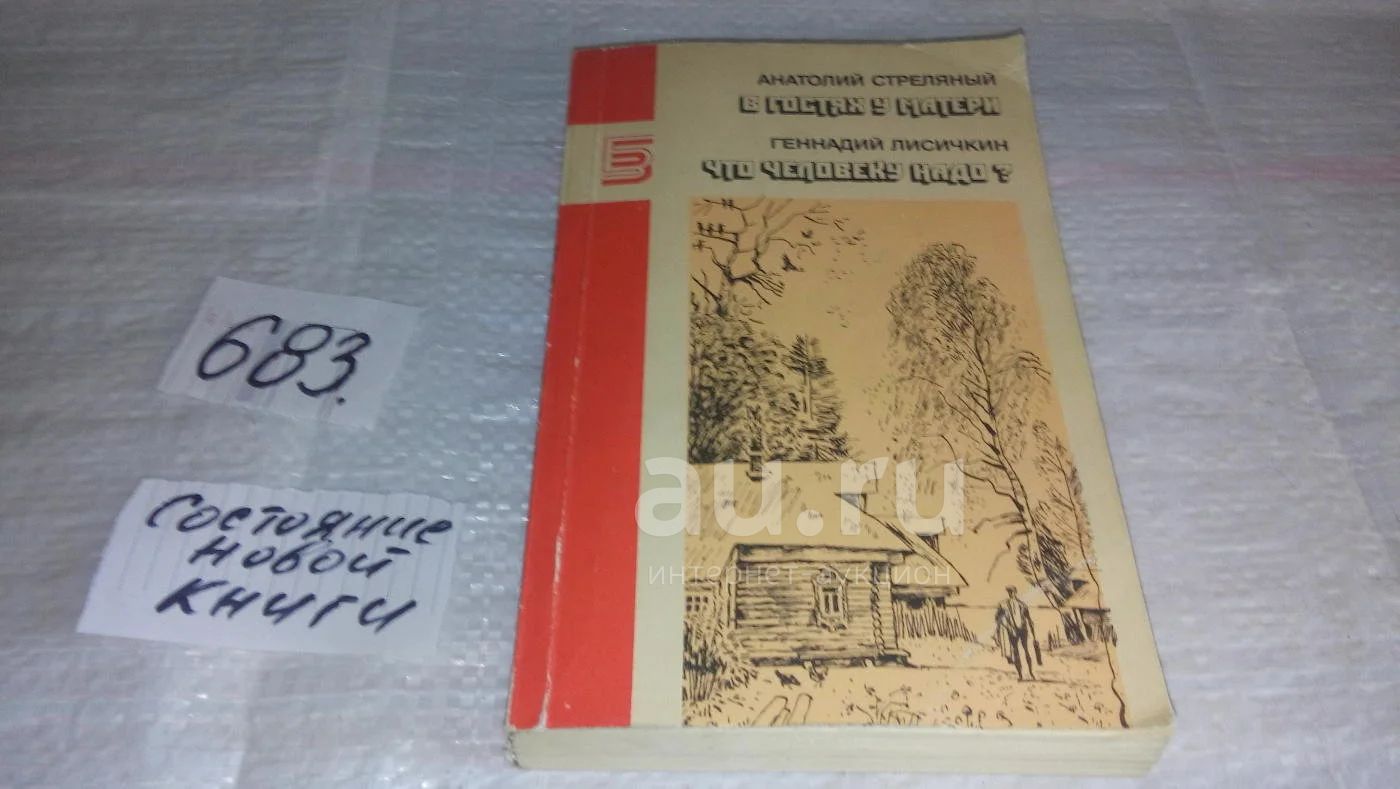 АНАТОЛИЙ СТРЕЛЯНЫЙ
В ГОСТЯХ У МАТЕРИ
ГЕННАДИЙ ЛИСИЧКИН
ЧТО ЧЕЛОВЕКУ НАДО?
683.
Состояние
новой
книги
au.ru
интернет аукцион